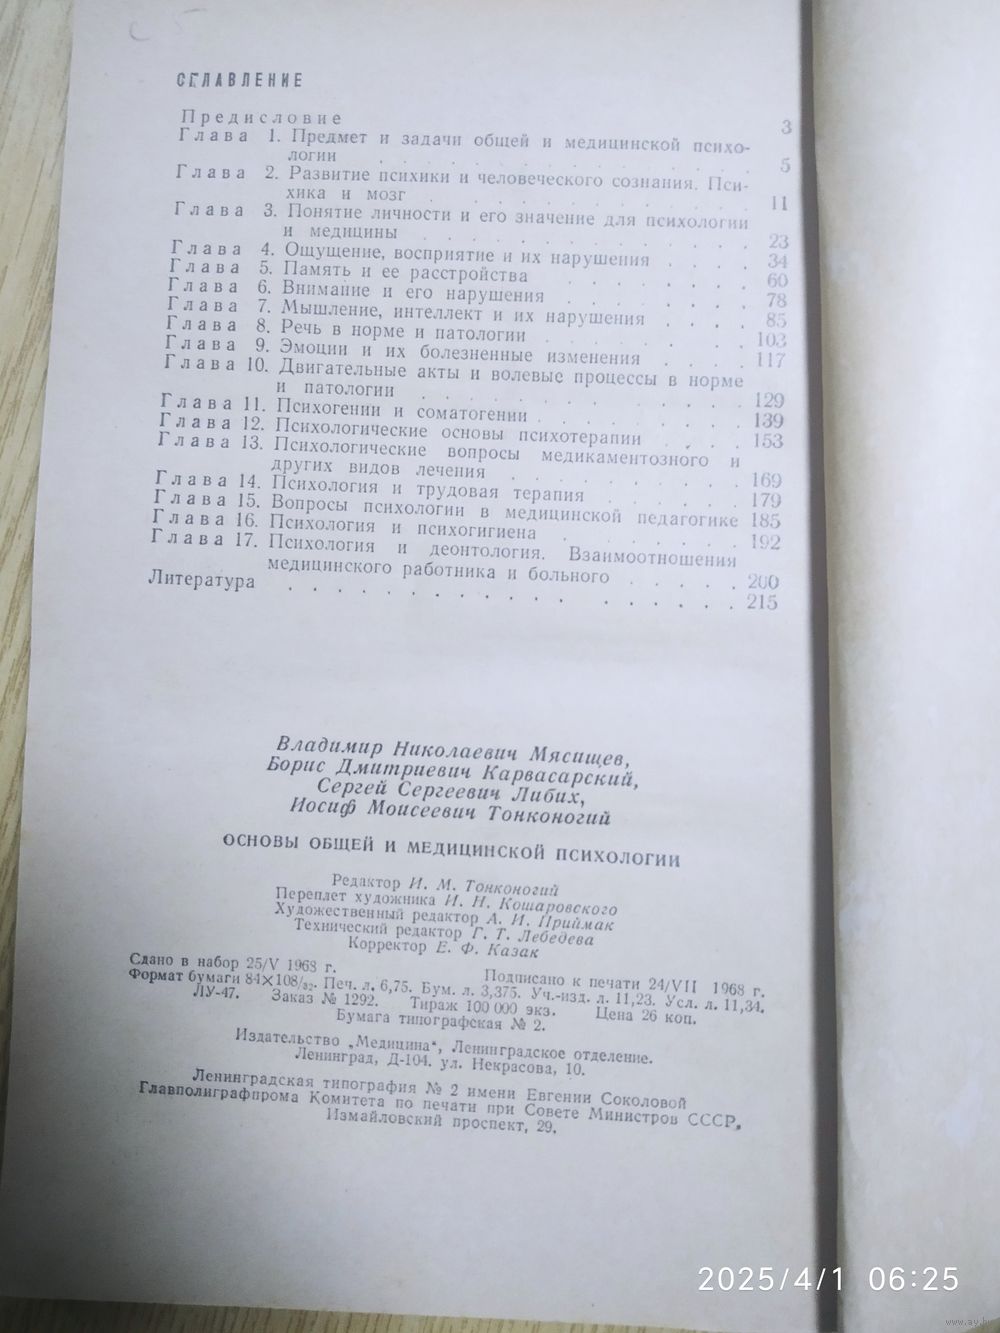 ОГЛАВЛЕНИЕ
Предисловие 3
Глава 1. Предмет и задачи общей и медицинской психо-
логии . . . . . . . . . . . . 5
Глава 2. Развитие психики и человеческого сознания. Пси-
хика и мозг . . . . . . . . . . 11
Глава 3. Понятие личности и его значение для психологии
и медицины . . . . . . . . . . 23
Глава 4. Ощущение, восприятие и их нарушения . . . . 34
Глава 5. Память и ее расстройства . . . . . . . 60
Глава 6. Внимание и его нарушения . . . . . . 78
Глава 7. Мышление, интеллект и их нарушения . . . . 85
Глава 8. Речь в норме и патологии . . . . . . 103
Глава 9. Эмоции и их болезненные изменения . . . . 117
Глава 10. Двигательные акты и волевые процессы в норме
и патологии . . . . . . . . . . 129
Глава 11. Психогении и соматогении . . . . . . . 139
Глава 12. Психологические основы психотерапии . . . . 153
Глава 13. Психологические вопросы медикаментозного и
других видов лечения . . . . . . . . 169
Глава 14. Психология и трудовая терапия . . . . . 179
Глава 15. Вопросы психологии в медицинской педагогике 185
Глава 16. Психология и психогигиена . . . . . . 192
Глава 17. Психология и деонтология. Взаимоотношения
медицинского работника и больного . . . . . 200
Литература . . . . . . . . . . . . . . 215
Владимир Николаевич Мясищев,
Борис Дмитриевич Карвасарский,
Сергей Сергеевич Либих,
Иосиф Моисеевич Тонконогий
ОСНОВЫ ОБЩЕЙ И МЕДИЦИНСКОЙ ПСИХОЛОГИИ
Редактор И. М. Тонконогий
Переплет художника И. Н. Кошаровского
Художественный редактор А. И. Приймак
Технический редактор Г. Т. Лебедева
Корректор Е. Ф. Казак
Сдано в набор 25/V 1968 г. Подписано к печати 24/VII 1968 г.
Формат бумаги 84×108/32. Печ. л. 6,75. Бум. л. 3,375. Уч.-изд. л. 11,23. Усл. л. 11,34.
ЛУ-47. Заказ № 1292. Тираж 100 000 экз. Цена 26 коп.
Бумага типографская № 2.
Издательство „Медицина“, Ленинградское отделение.
Ленинград, Д-104. ул. Некрасова, 10.
Ленинградская типография № 2 имени Евгении Соколовой
Главполиграфпрома Комитета по печати при Совете Министров СССР,
Измайловский проспект, 29.
2025/4/1 06:25